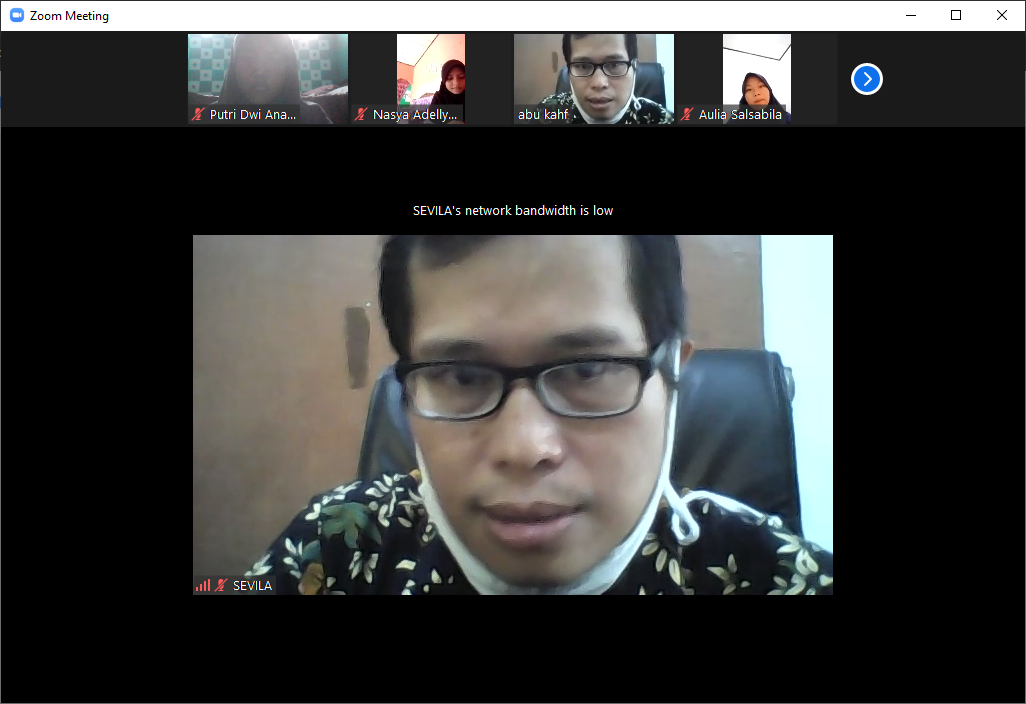 Zoom Meeting
Putri Dwi Ana...
Nasya Adelly...
abu kahf
Aulia Salsabila
SEVILA's network bandwidth is low
SEVILA